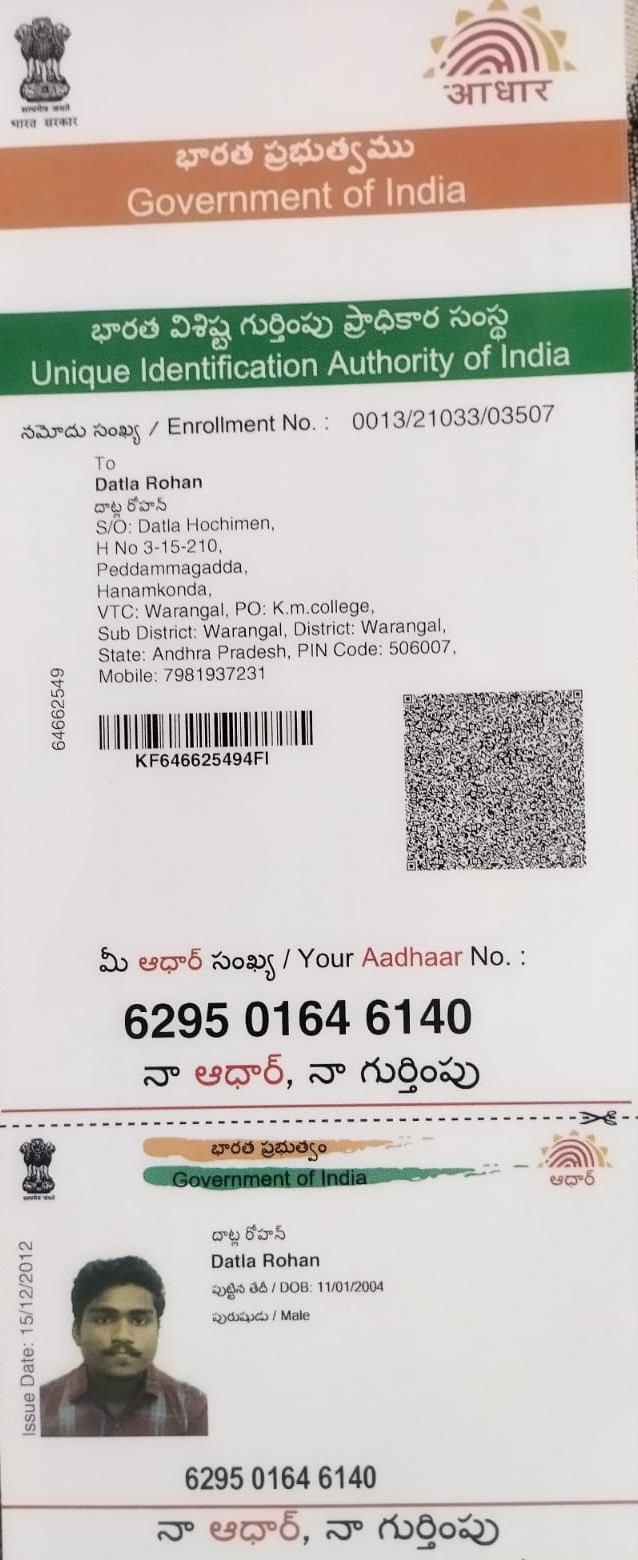 सत्यमेव जयते
भारत सरकार
आधार
భారత ప్రభుత్వము
Government of India
భారత విశిష్ట గుర్తింపు ప్రాధికార సంస్థ
Unique Identification Authority of India
నమోదు సంఖ్య / Enrollment No. : 0013/21033/03507
To
Datla Rohan
దాట్ల రోహన్
S/O: Datla Hochimen,
H No 3-15-210,
Peddammagadda,
Hanamkonda,
VTC: Warangal, PO: K.m.college,
Sub District: Warangal, District: Warangal,
State: Andhra Pradesh, PIN Code: 506007,
Mobile: 7981937231
64662549
KF646625494FI
మీ ఆధార్ సంఖ్య / Your Aadhaar No. :
6295 0164 6140
నా ఆధార్, నా గుర్తింపు
భారత ప్రభుత్వం
Government of India
ఆధార్
Issue Date: 15/12/2012
దాట్ల రోహన్
Datla Rohan
పుట్టిన తేదీ / DOB: 11/01/2004
పురుషుడు / Male
6295 0164 6140
నా ఆధార్, నా గుర్తింపు